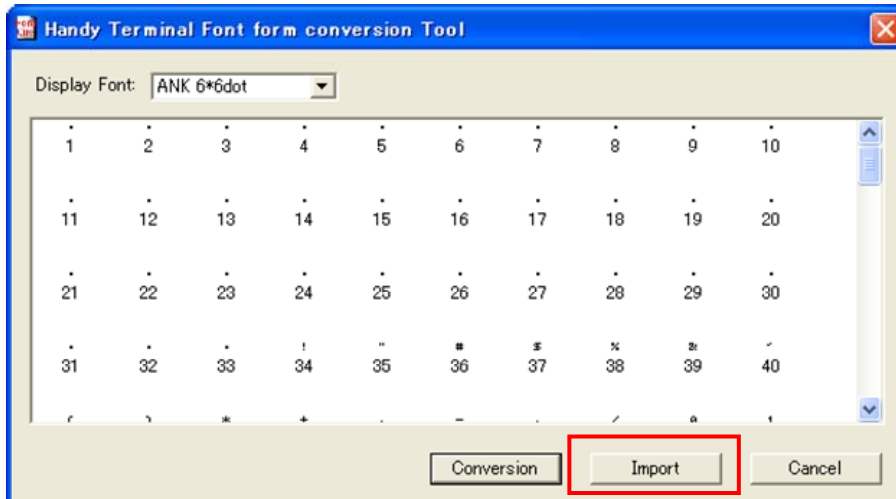 Handy Terminal Font form conversion Tool
Display Font: ANK 6*6dot
. . . . . . . . . .
1 2 3 4 5 6 7 8 9 10
. . . . . . . . . .
11 12 13 14 15 16 17 18 19 20
. . . . . . . . . .
21 22 23 24 25 26 27 28 29 30
. . . ! " # $ % & ´
31 32 33 34 35 36 37 38 39 40
Conversion Import Cancel